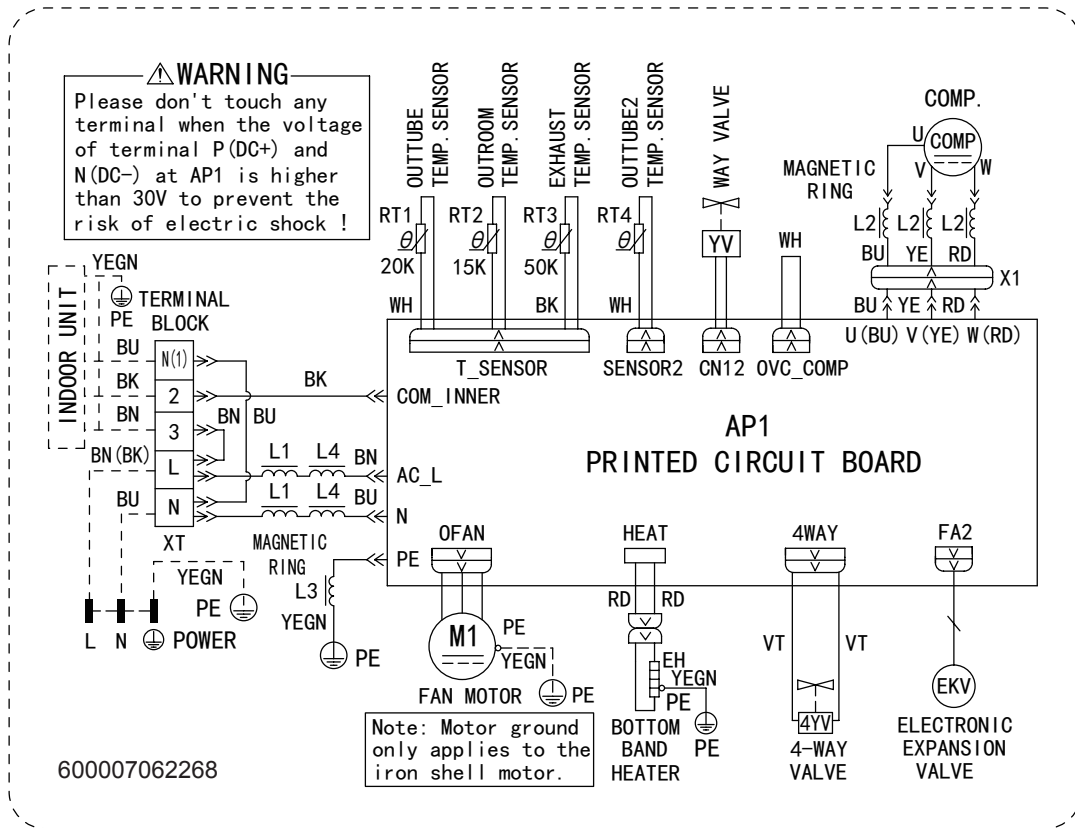 WARNING
Please don't touch any
terminal when the voltage
of terminal P(DC+) and
N(DC-) at AP1 is higher
than 30V to prevent the
risk of electric shock !
OUTTUBE
TEMP. SENSOR
OUTROOM
TEMP. SENSOR
EXHAUST
TEMP. SENSOR
OUTTUBE2
TEMP. SENSOR
WAY VALVE
COMP.
U
COMP
V
W
MAGNETIC
RING
L2
L2
L2
BU
YE
RD
X1
BU
YE
RD
U(BU) V(YE) W(RD)
RT1
RT2
RT3
RT4
θ
θ
θ
θ
20K
15K
50K
YV
WH
WH
BK
WH
T_SENSOR
SENSOR2
CN12
OVC_COMP
INDOOR UNIT
YEGN
PE
TERMINAL
BLOCK
BU
N(1)
BK
2
BN
3
BN(BK)
L
BU
N
XT
BN
BU
BK
COM_INNER
L1
L4
BN
AC_L
L1
L4
BU
N
AP1
PRINTED CIRCUIT BOARD
MAGNETIC
RING
L3
PE
YEGN
PE
YEGN
PE
L
N
POWER
OFAN
HEAT
4WAY
FA2
M1
PE
YEGN
PE
FAN MOTOR
RD
RD
EH
YEGN
PE
PE
BOTTOM
BAND
HEATER
VT
VT
4YV
4-WAY
VALVE
EKV
ELECTRONIC
EXPANSION
VALVE
Note: Motor ground
only applies to the
iron shell motor.
600007062268